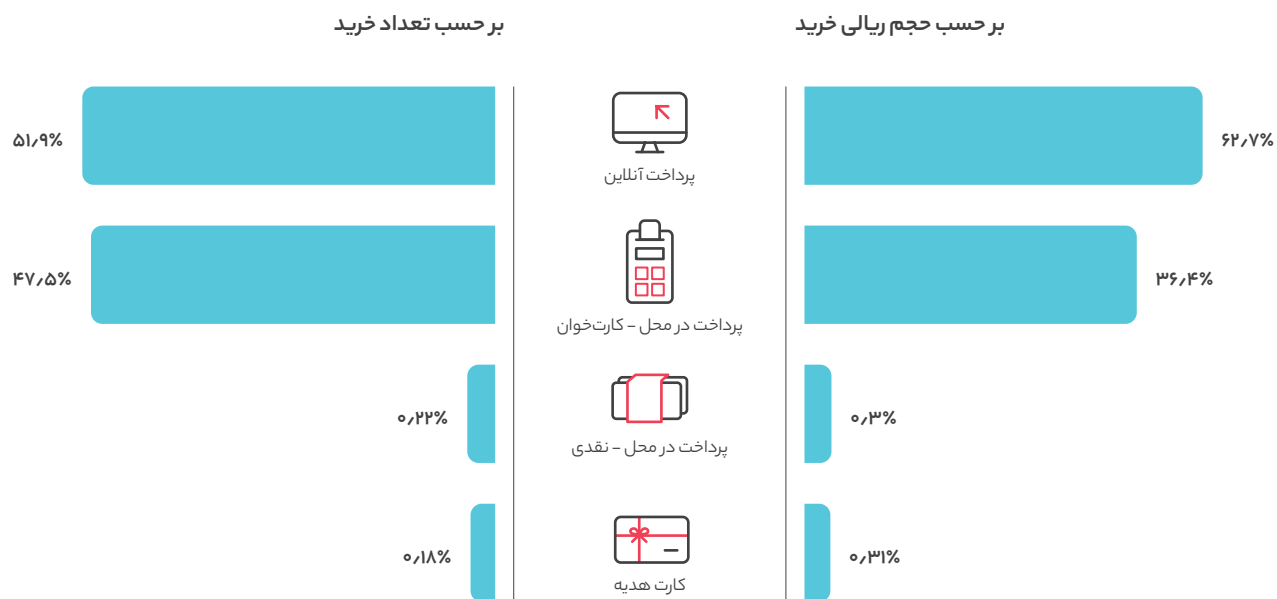 بر حسب حجم ریالی خرید
بر حسب تعداد خرید
۶۲٫۷%
پرداخت آنلاین
۵۱٫۹%
۳۶٫۴%
پرداخت در محل - کارت‌خوان
۴۷٫۵%
۰٫۳%
پرداخت در محل - نقدی
۰٫۲۲%
۰٫۳۱%
کارت هدیه
۰٫۱۸%